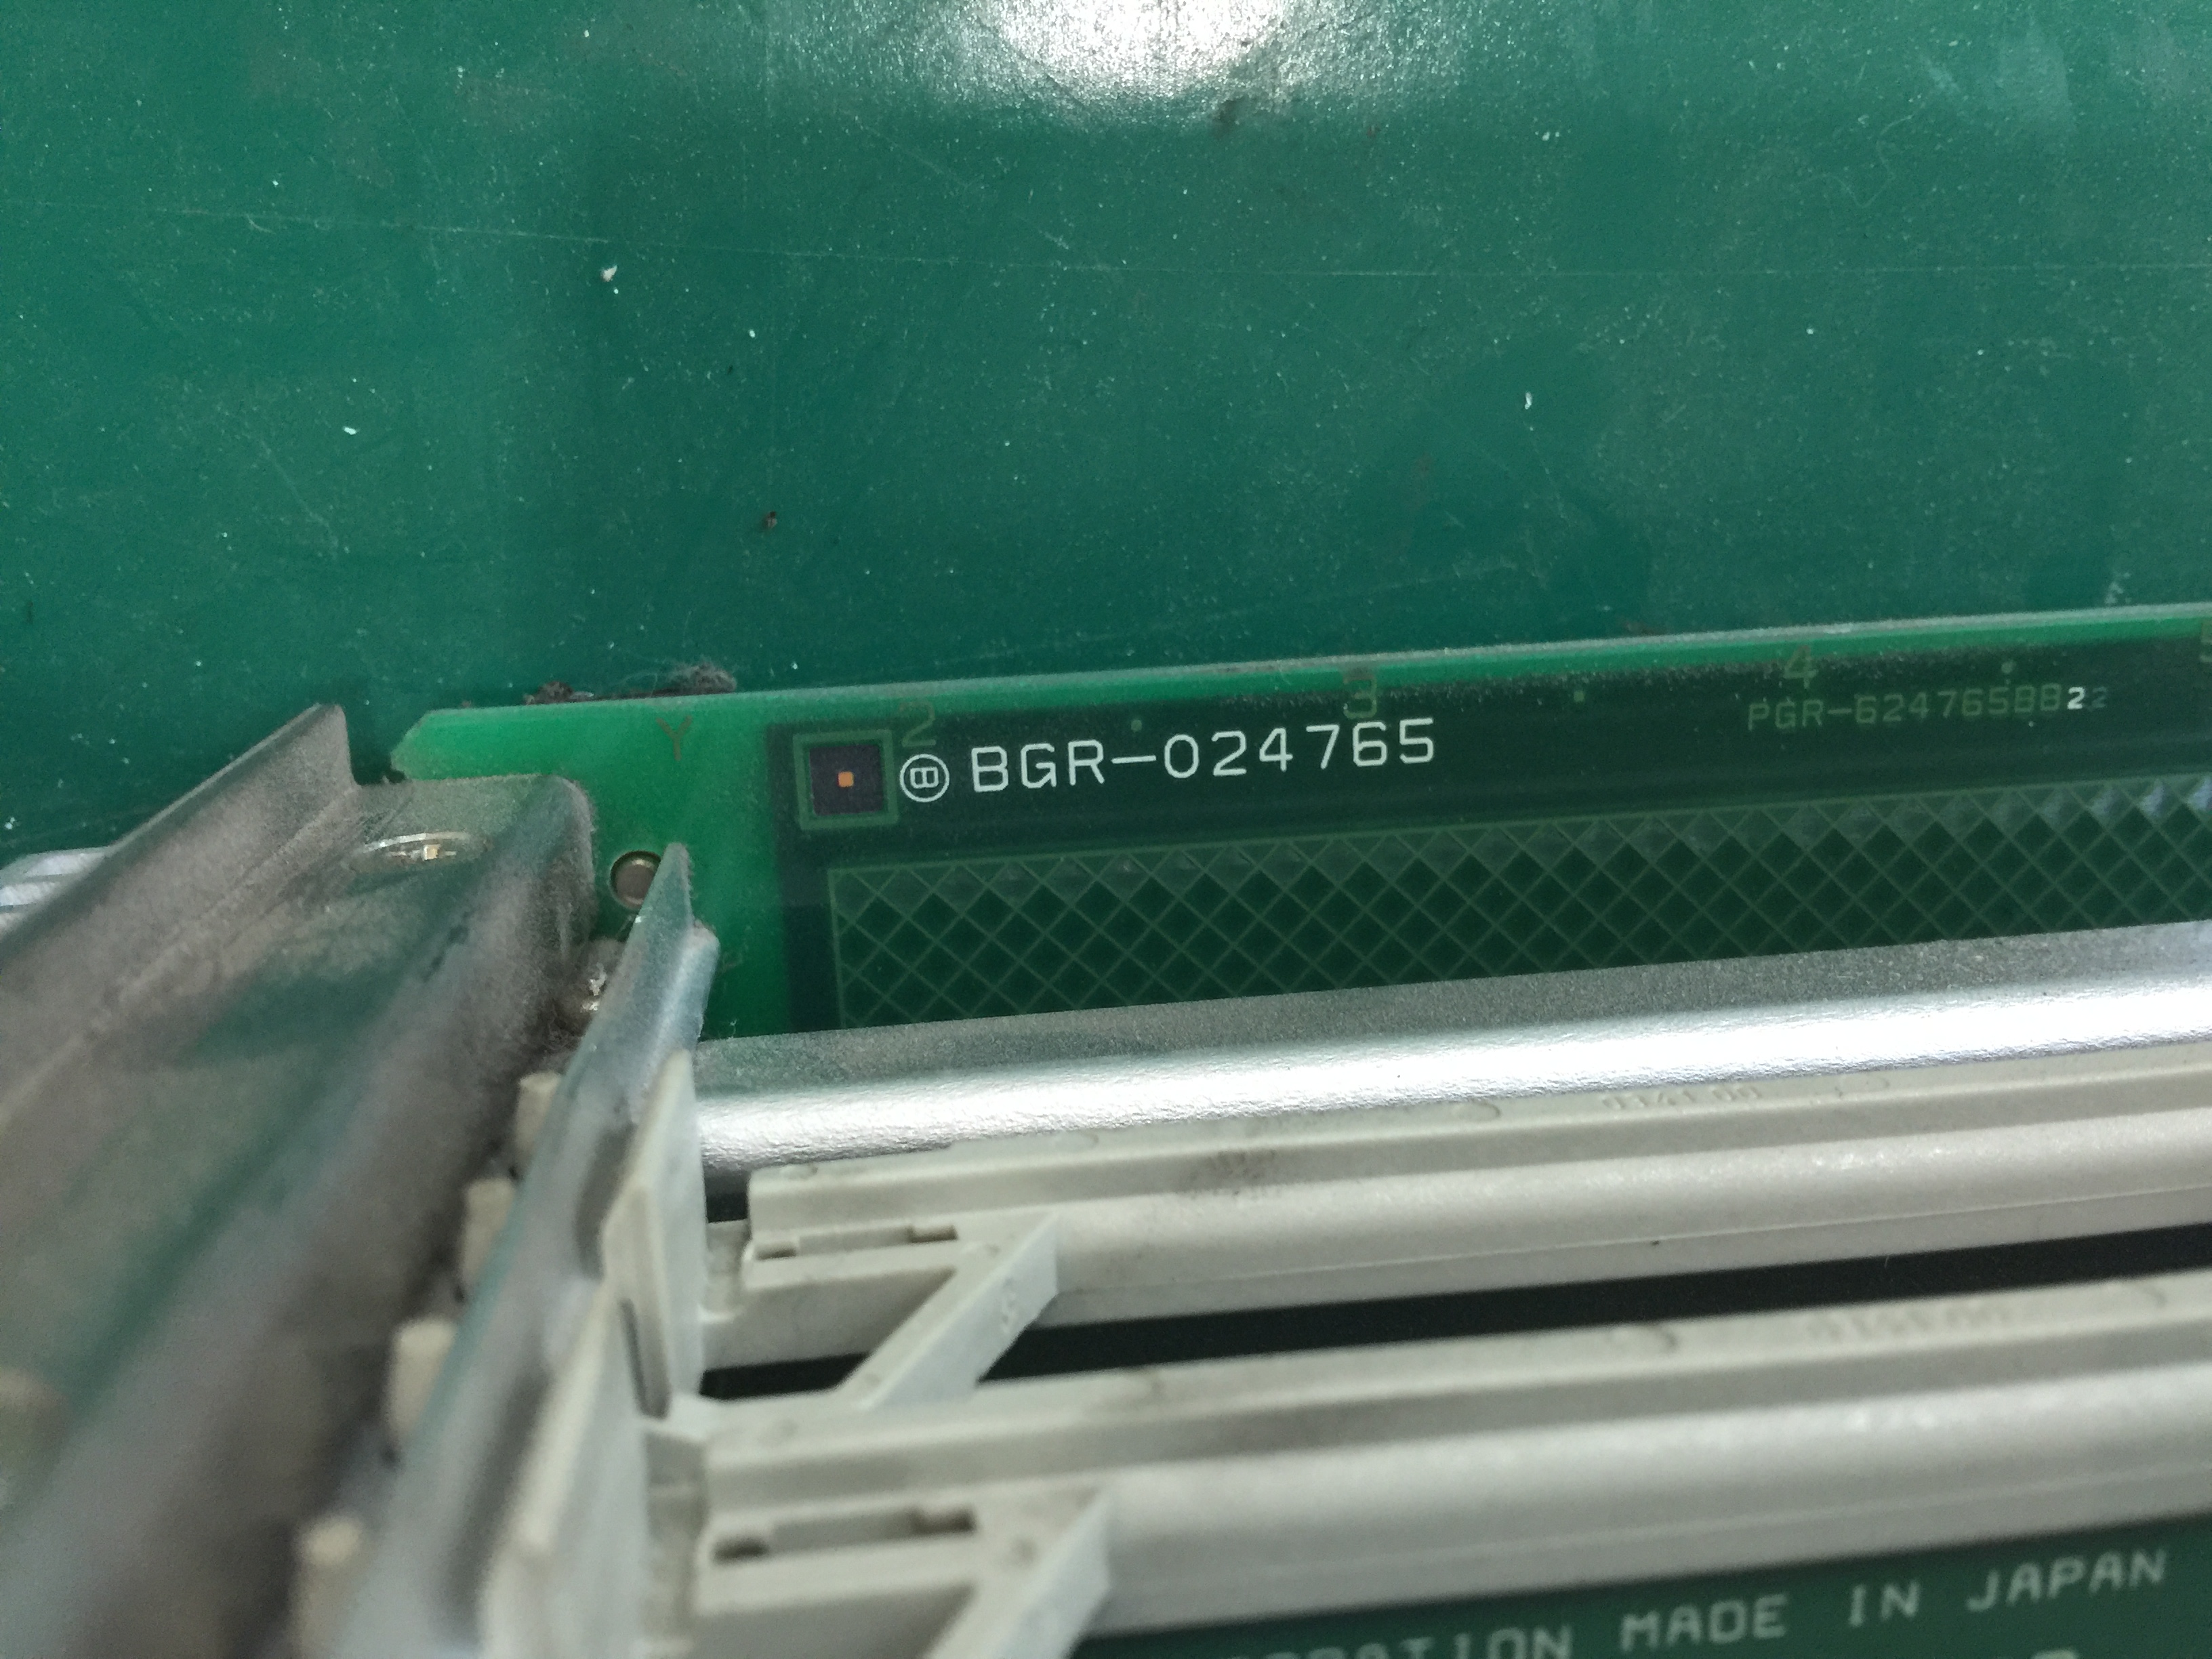 Y 2 3 4
BGR-024765
PGR-624765BB22
MADE IN JAPAN